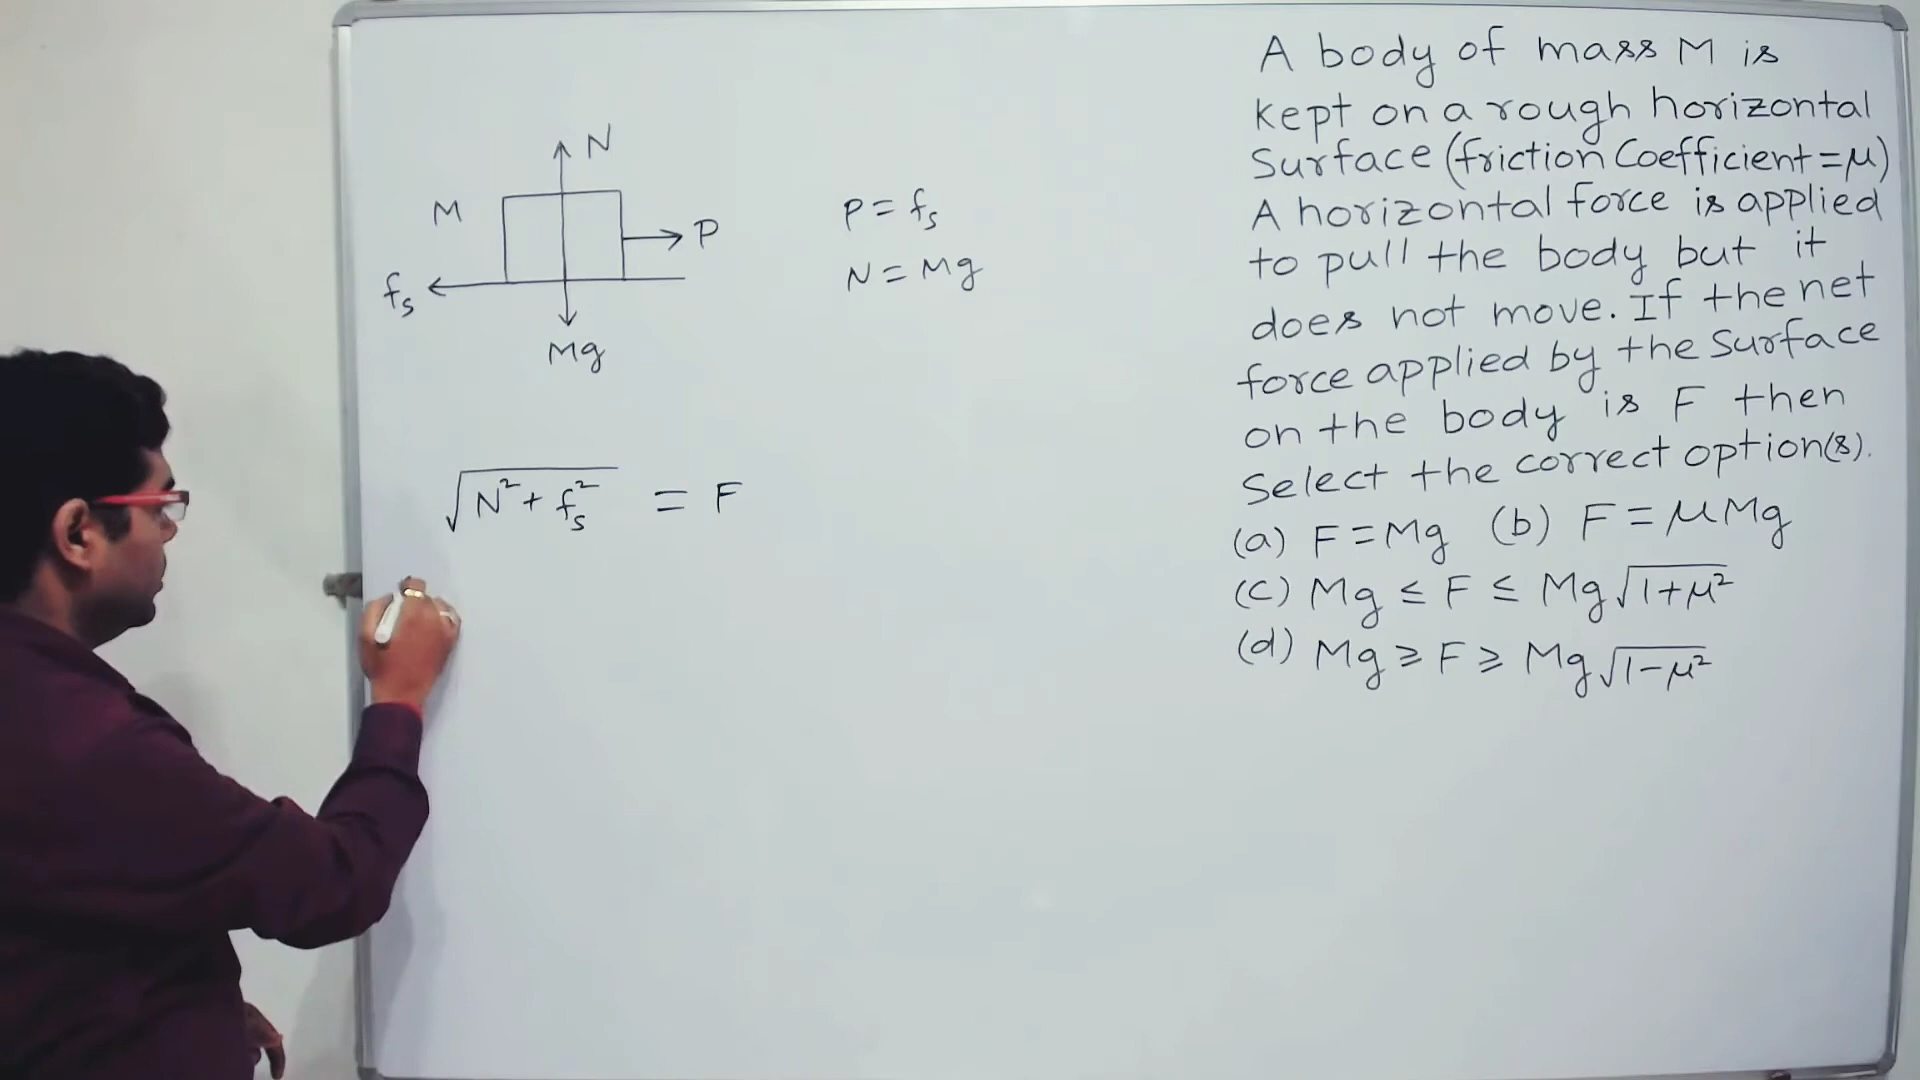 N
M
P
fₛ
Mg
P = fₛ
N = Mg
√(N² + fₛ²) = F
A body of mass M is
kept on a rough horizontal
Surface (friction Coefficient = μ)
A horizontal force is applied
to pull the body but it
does not move. If the net
force applied by the Surface
on the body is F then
Select the correct option(s).
(a) F = Mg (b) F = μMg
(c) Mg ≤ F ≤ Mg√(1+μ²)
(d) Mg ≥ F ≥ Mg√(1-μ²)